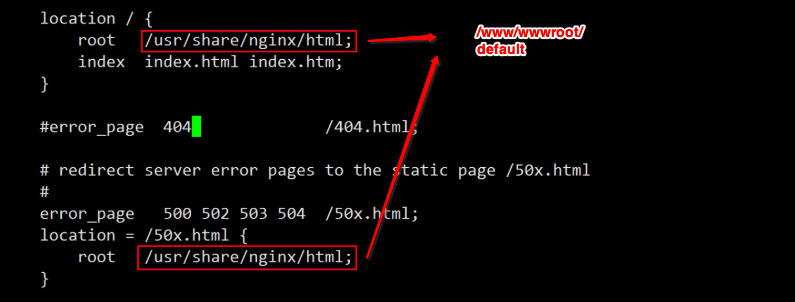 location / {
root /usr/share/nginx/html;
index index.html index.htm;
}
/www/wwwroot/
default
#error_page 404 /404.html;
# redirect server error pages to the static page /50x.html
#
error_page 500 502 503 504 /50x.html;
location = /50x.html {
root /usr/share/nginx/html;
}